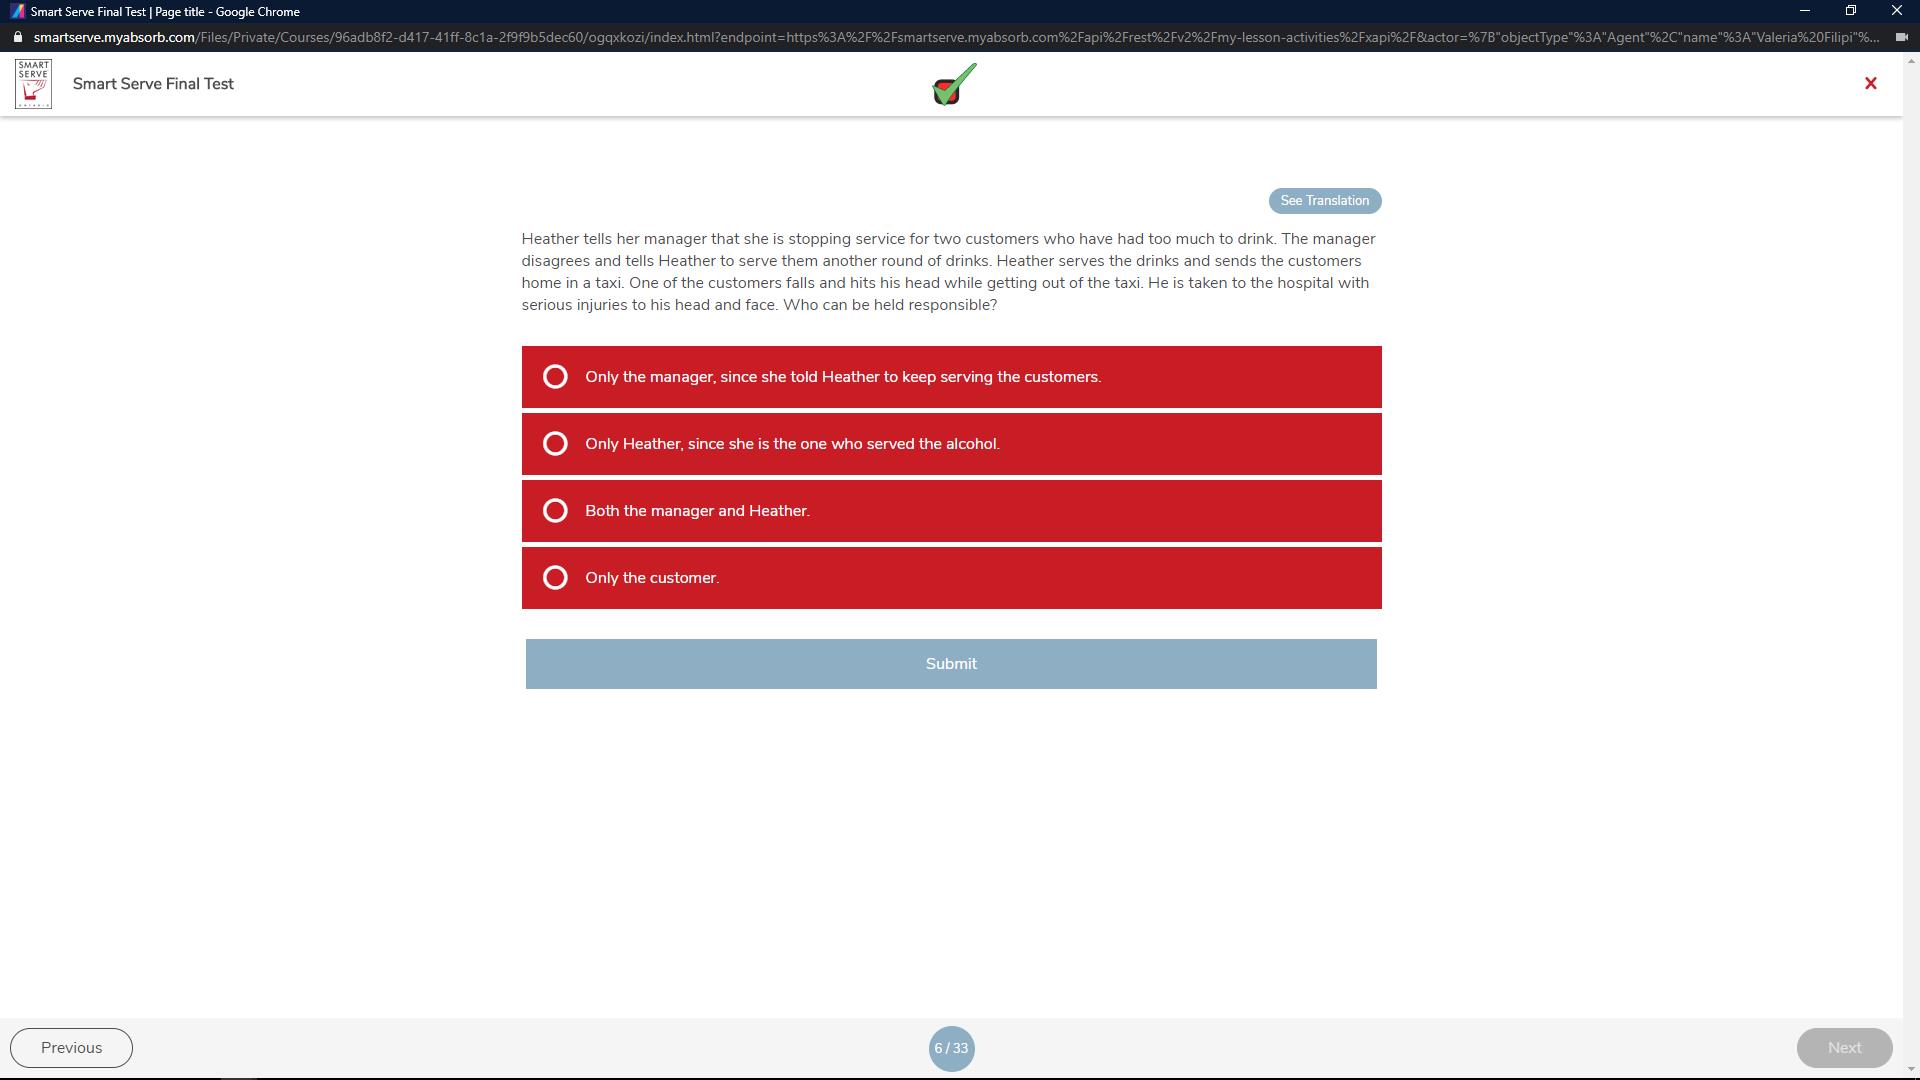 Smart Serve Final Test | Page title - Google Chrome
smartserve.myabsorb.com/Files/Private/Courses/96adb8f2-d417-41ff-8c1a-2f9f9b5dec60/ogqxkozi/index.html?endpoint=https%3A%2F%2Fsmartserve.myabsorb.com%2Fapi%2Frest%2Fv2%2Fmy-lesson-activities%2Fxapi%2F&actor=%7B"objectType"%3A"Agent"%2C"name"%3A"Valeria%20Filipi"%...
SMART
SERVE
Smart Serve Final Test
See Translation
Heather tells her manager that she is stopping service for two customers who have had too much to drink. The manager
disagrees and tells Heather to serve them another round of drinks. Heather serves the drinks and sends the customers
home in a taxi. One of the customers falls and hits his head while getting out of the taxi. He is taken to the hospital with
serious injuries to his head and face. Who can be held responsible?
Only the manager, since she told Heather to keep serving the customers.
Only Heather, since she is the one who served the alcohol.
Both the manager and Heather.
Only the customer.
Submit
Previous
6 / 33
Next